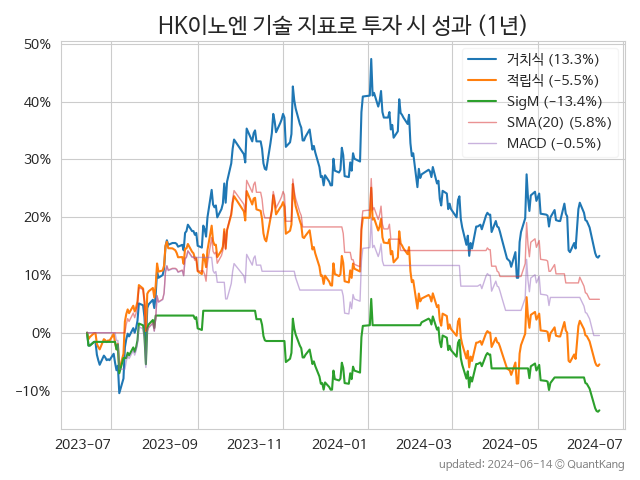 HK이노엔 기술 지표로 투자 시 성과 (1년)
50%
40%
30%
20%
10%
0%
−10%
거치식 (13.3%)
적립식 (−5.5%)
SigM (−13.4%)
SMA(20) (5.8%)
MACD (−0.5%)
2023-07
2023-09
2023-11
2024-01
2024-03
2024-05
2024-07
updated: 2024-06-14 © QuantKang